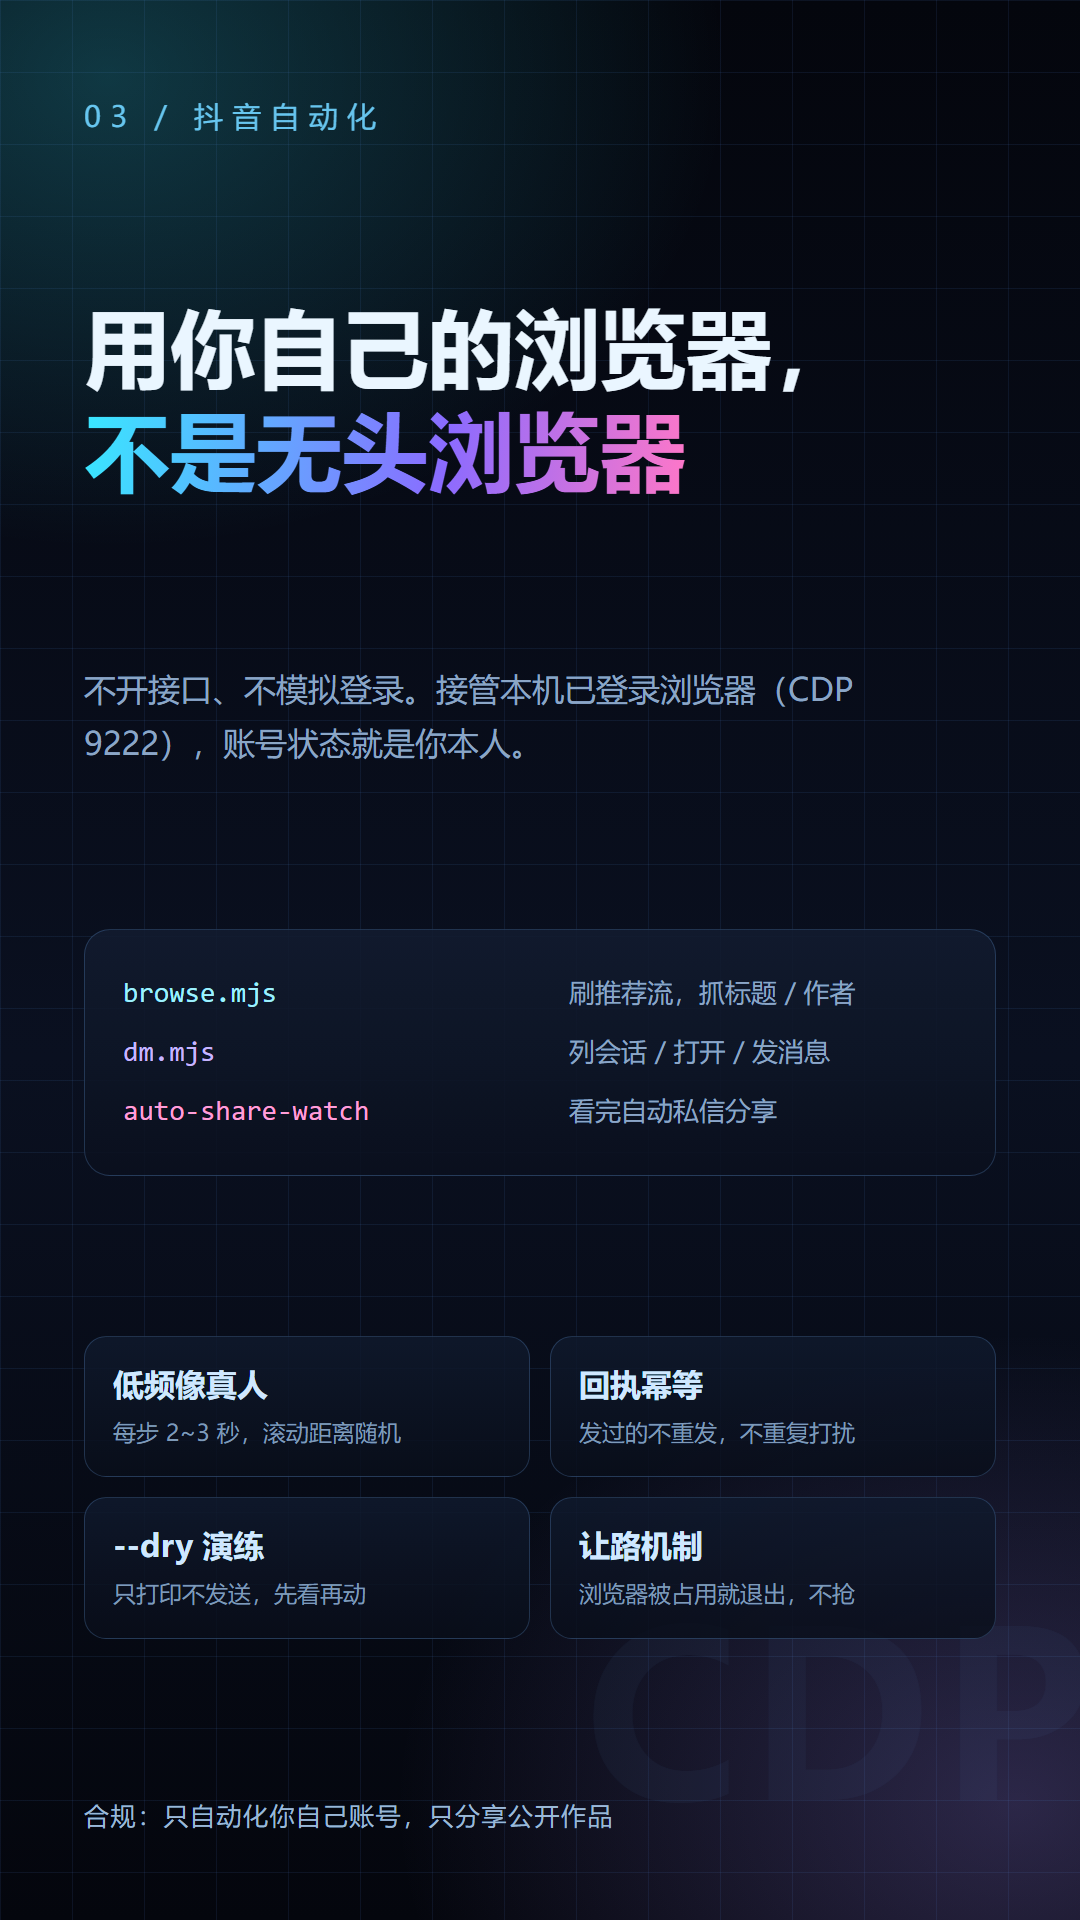 03 / 抖音自动化
用你自己的浏览器，
不是无头浏览器
不开接口、不模拟登录。接管本机已登录浏览器（CDP
9222），账号状态就是你本人。
browse.mjs 刷推荐流，抓标题 / 作者
dm.mjs 列会话 / 打开 / 发消息
auto-share-watch 看完自动私信分享
低频像真人
每步 2~3 秒，滚动距离随机
回执幂等
发过的不重发，不重复打扰
--dry 演练
只打印不发送，先看再动
让路机制
浏览器被占用就退出，不抢
CDP
合规：只自动化你自己账号，只分享公开作品